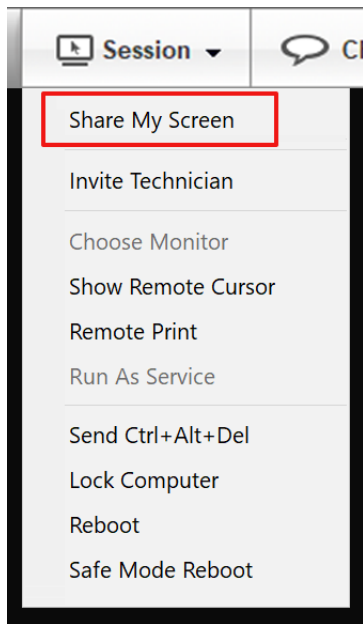 Session
Share My Screen
Invite Technician
Choose Monitor
Show Remote Cursor
Remote Print
Run As Service
Send Ctrl+Alt+Del
Lock Computer
Reboot
Safe Mode Reboot